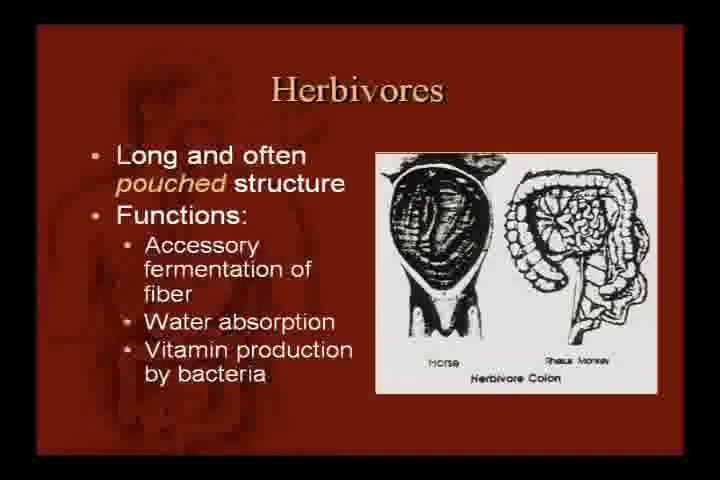 Herbivores
• Long and often
pouched structure
• Functions:
• Accessory
fermentation of
fiber
• Water absorption
• Vitamin production
by bacteria
Horse
Rhesus Monkey
Herbivore Colon